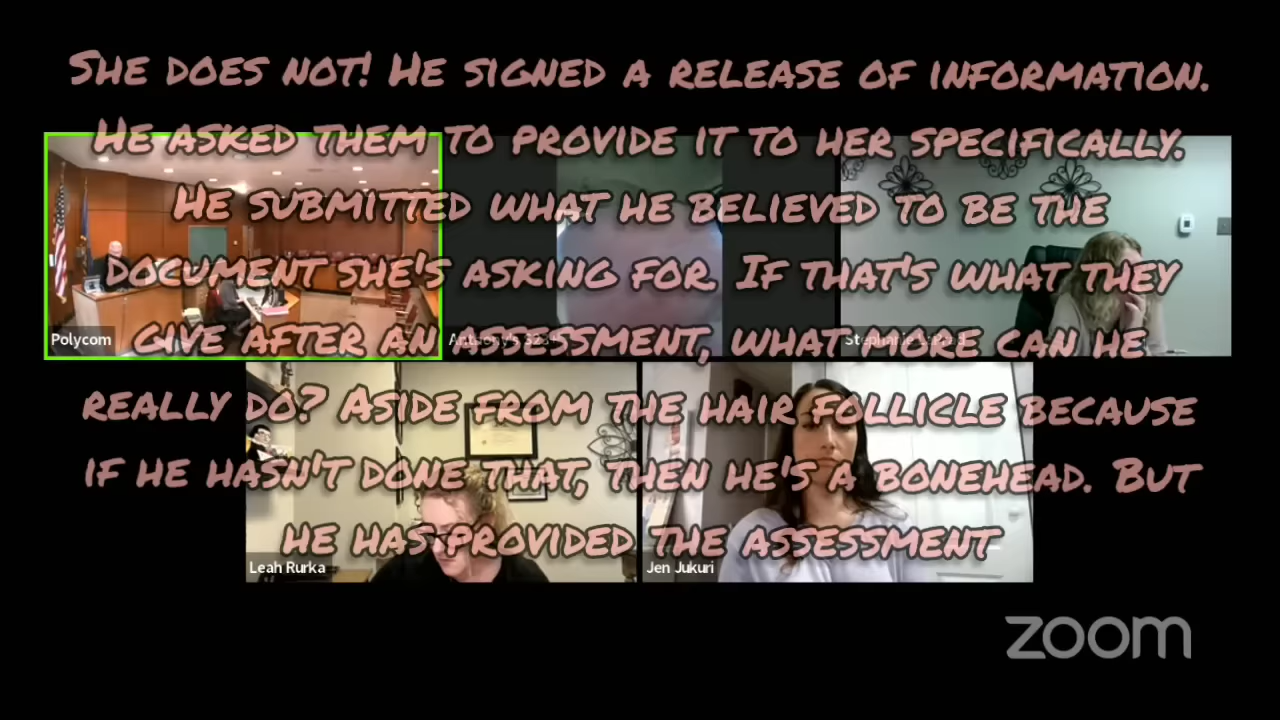 She does not! He signed a release of information.
He asked them to provide it to her specifically.
He submitted what he believed to be the
document she's asking for. If that's what they
give after an assessment, what more can he
really do? Aside from the hair follicle because
if he hasn't done that, then he's a bonehead. But
he has provided the assessment
Polycom
Anthony's S23+
Stephanie
Leah Rurka
Jen Jukuri
zoom